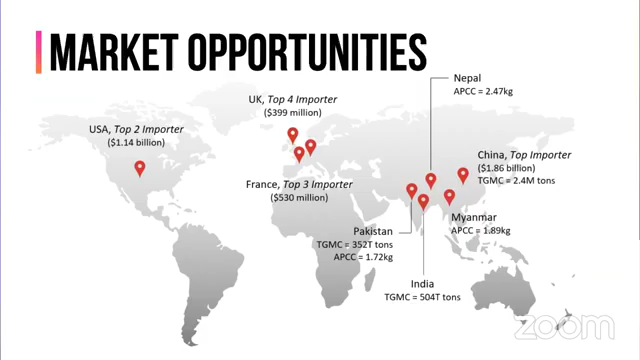 MARKET OPPORTUNITIES
Nepal
APCC = 2.47kg
UK, Top 4 Importer
($399 million)
USA, Top 2 Importer
($1.14 billion)
China, Top Importer
($1.86 billion)
TGMC = 2.4M tons
France, Top 3 Importer
($530 million)
Myanmar
APCC = 1.89kg
Pakistan
TGMC = 352T tons
APCC = 1.72kg
India
TGMC = 504T tons
zoom